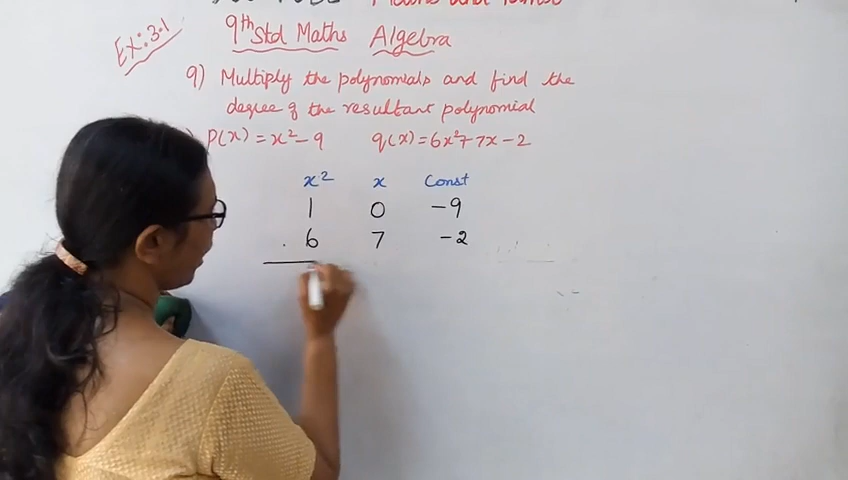 Ex: 3.1
9th Std Maths Algebra
9) Multiply the polynomials and find the
degree of the resultant polynomial
P(x) = x² - 9 q(x) = 6x² + 7x - 2
x² x Const
1 0 -9
6 7 -2